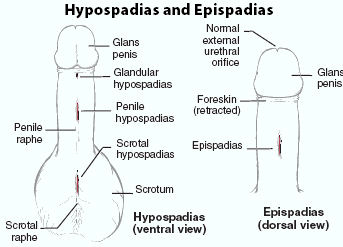 Hypospadias and Epispadias
Glans
penis
Glandular
hypospadias
Penile
hypospadias
Penile
raphe
Scrotal
hypospadias
Scrotum
Scrotal
raphe
Hypospadias
(ventral view)
Normal
external
urethral
orifice
Glans
penis
Foreskin
(retracted)
Epispadias
Epispadias
(dorsal view)